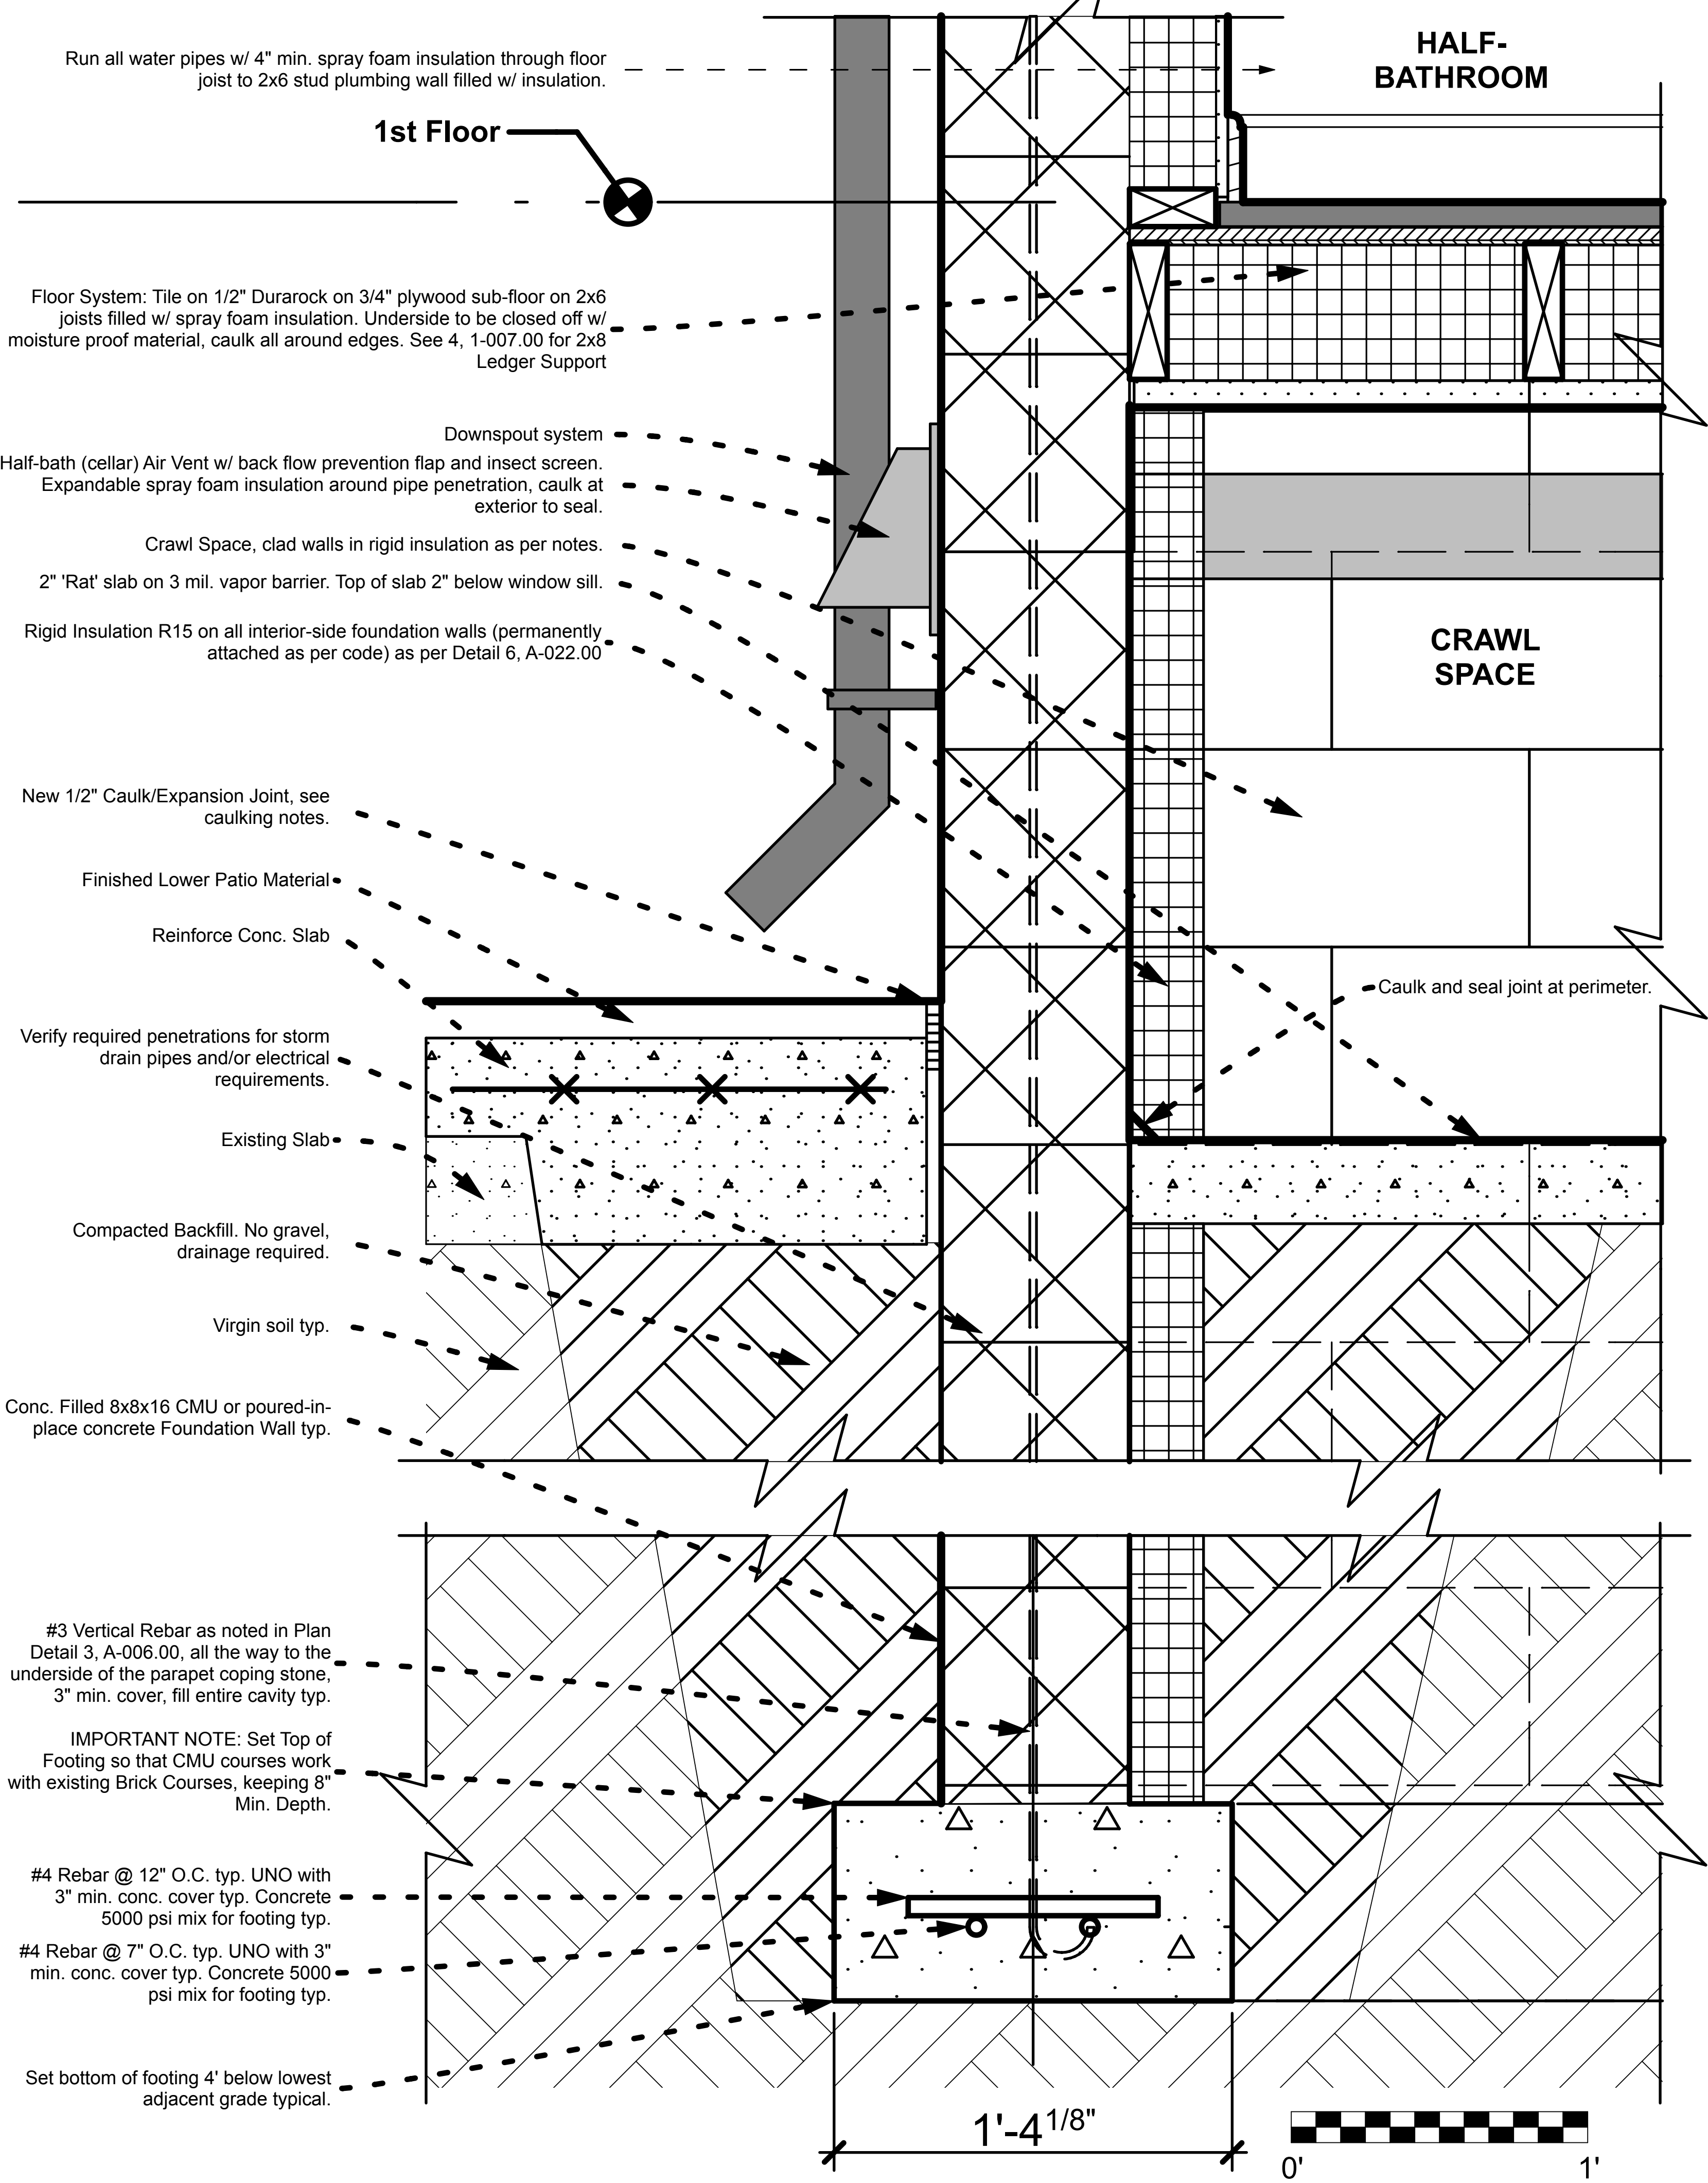 HALF-
BATHROOM
Run all water pipes w/ 4" min. spray foam insulation through floor
joist to 2x6 stud plumbing wall filled w/ insulation.
1st Floor
Floor System: Tile on 1/2" Durarock on 3/4" plywood sub-floor on 2x6
joists filled w/ spray foam insulation. Underside to be closed off w/
moisture proof material, caulk all around edges. See 4, 1-007.00 for 2x8
Ledger Support
Downspout system
Half-bath (cellar) Air Vent w/ back flow prevention flap and insect screen.
Expandable spray foam insulation around pipe penetration, caulk at
exterior to seal.
Crawl Space, clad walls in rigid insulation as per notes.
2" 'Rat' slab on 3 mil. vapor barrier. Top of slab 2" below window sill.
Rigid Insulation R15 on all interior-side foundation walls (permanently
attached as per code) as per Detail 6, A-022.00
CRAWL
SPACE
New 1/2" Caulk/Expansion Joint, see
caulking notes.
Finished Lower Patio Material
Reinforce Conc. Slab
Caulk and seal joint at perimeter.
Verify required penetrations for storm
drain pipes and/or electrical
requirements.
Existing Slab
Compacted Backfill. No gravel,
drainage required.
Virgin soil typ.
Conc. Filled 8x8x16 CMU or poured-in-
place concrete Foundation Wall typ.
#3 Vertical Rebar as noted in Plan
Detail 3, A-006.00, all the way to the
underside of the parapet coping stone,
3" min. cover, fill entire cavity typ.
IMPORTANT NOTE: Set Top of
Footing so that CMU courses work
with existing Brick Courses, keeping 8"
Min. Depth.
#4 Rebar @ 12" O.C. typ. UNO with
3" min. conc. cover typ. Concrete
5000 psi mix for footing typ.
#4 Rebar @ 7" O.C. typ. UNO with 3"
min. conc. cover typ. Concrete 5000
psi mix for footing typ.
Set bottom of footing 4' below lowest
adjacent grade typical.
1'-4 1/8"
0' 1'